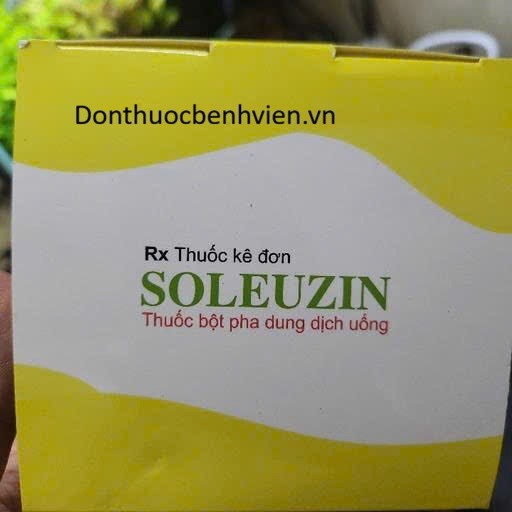 Donthuocbenhvien.vn
Rx Thuốc kê đơn
SOLEUZIN
Thuốc bột pha dung dịch uống